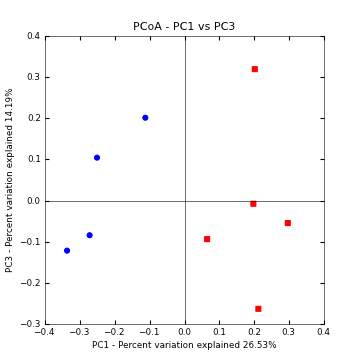 PCoA - PC1 vs PC3
0.4
0.3
0.2
0.1
0.0
−0.1
−0.2
−0.3
PC3 - Percent variation explained 14.19%
−0.4 −0.3 −0.2 −0.1 0.0 0.1 0.2 0.3 0.4
PC1 - Percent variation explained 26.53%